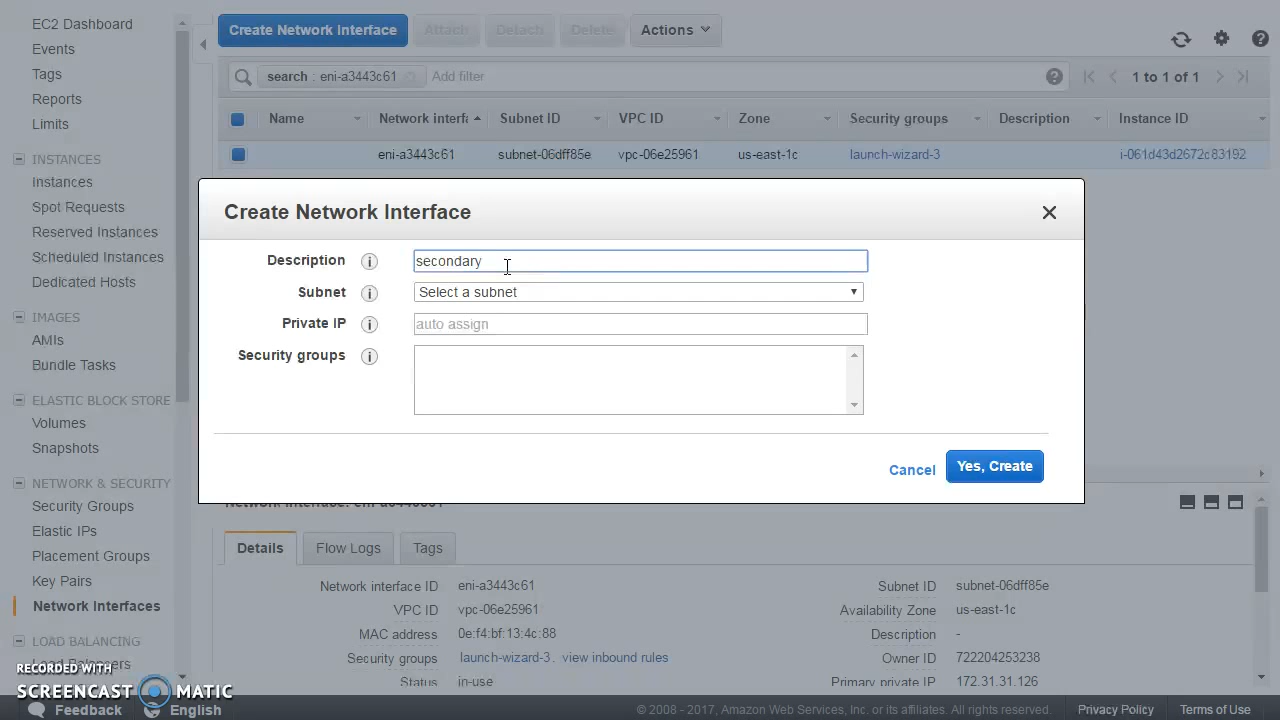 EC2 Dashboard
Events
Tags
Reports
Limits
INSTANCES
Instances
Spot Requests
Reserved Instances
Scheduled Instances
Dedicated Hosts
IMAGES
AMIs
Bundle Tasks
ELASTIC BLOCK STORE
Volumes
Snapshots
NETWORK & SECURITY
Security Groups
Elastic IPs
Placement Groups
Key Pairs
Network Interfaces
LOAD BALANCING
Load Balancers
Create Network Interface Attach Detach Delete Actions
search : eni-a3443c61 Add filter 1 to 1 of 1
Name Network interfa Subnet ID VPC ID Zone Security groups Description Instance ID
eni-a3443c61 subnet-06dff85e vpc-06e25961 us-east-1c launch-wizard-3 i-061d43d2672c83192
Create Network Interface
Description secondary
Subnet Select a subnet
Private IP auto assign
Security groups
Cancel Yes, Create
Network Interface: eni-a3443c61
Details Flow Logs Tags
Network interface ID eni-a3443c61 Subnet ID subnet-06dff85e
VPC ID vpc-06e25961 Availability Zone us-east-1c
MAC address 0e:f4:bf:13:4c:88 Description -
Security groups launch-wizard-3. view inbound rules Owner ID 722204253238
Status in-use Primary private IP 172.31.31.126
RECORDED WITH
SCREENCAST MATIC
Feedback English © 2008 - 2017, Amazon Web Services, Inc. or its affiliates. All rights reserved. Privacy Policy Terms of Use